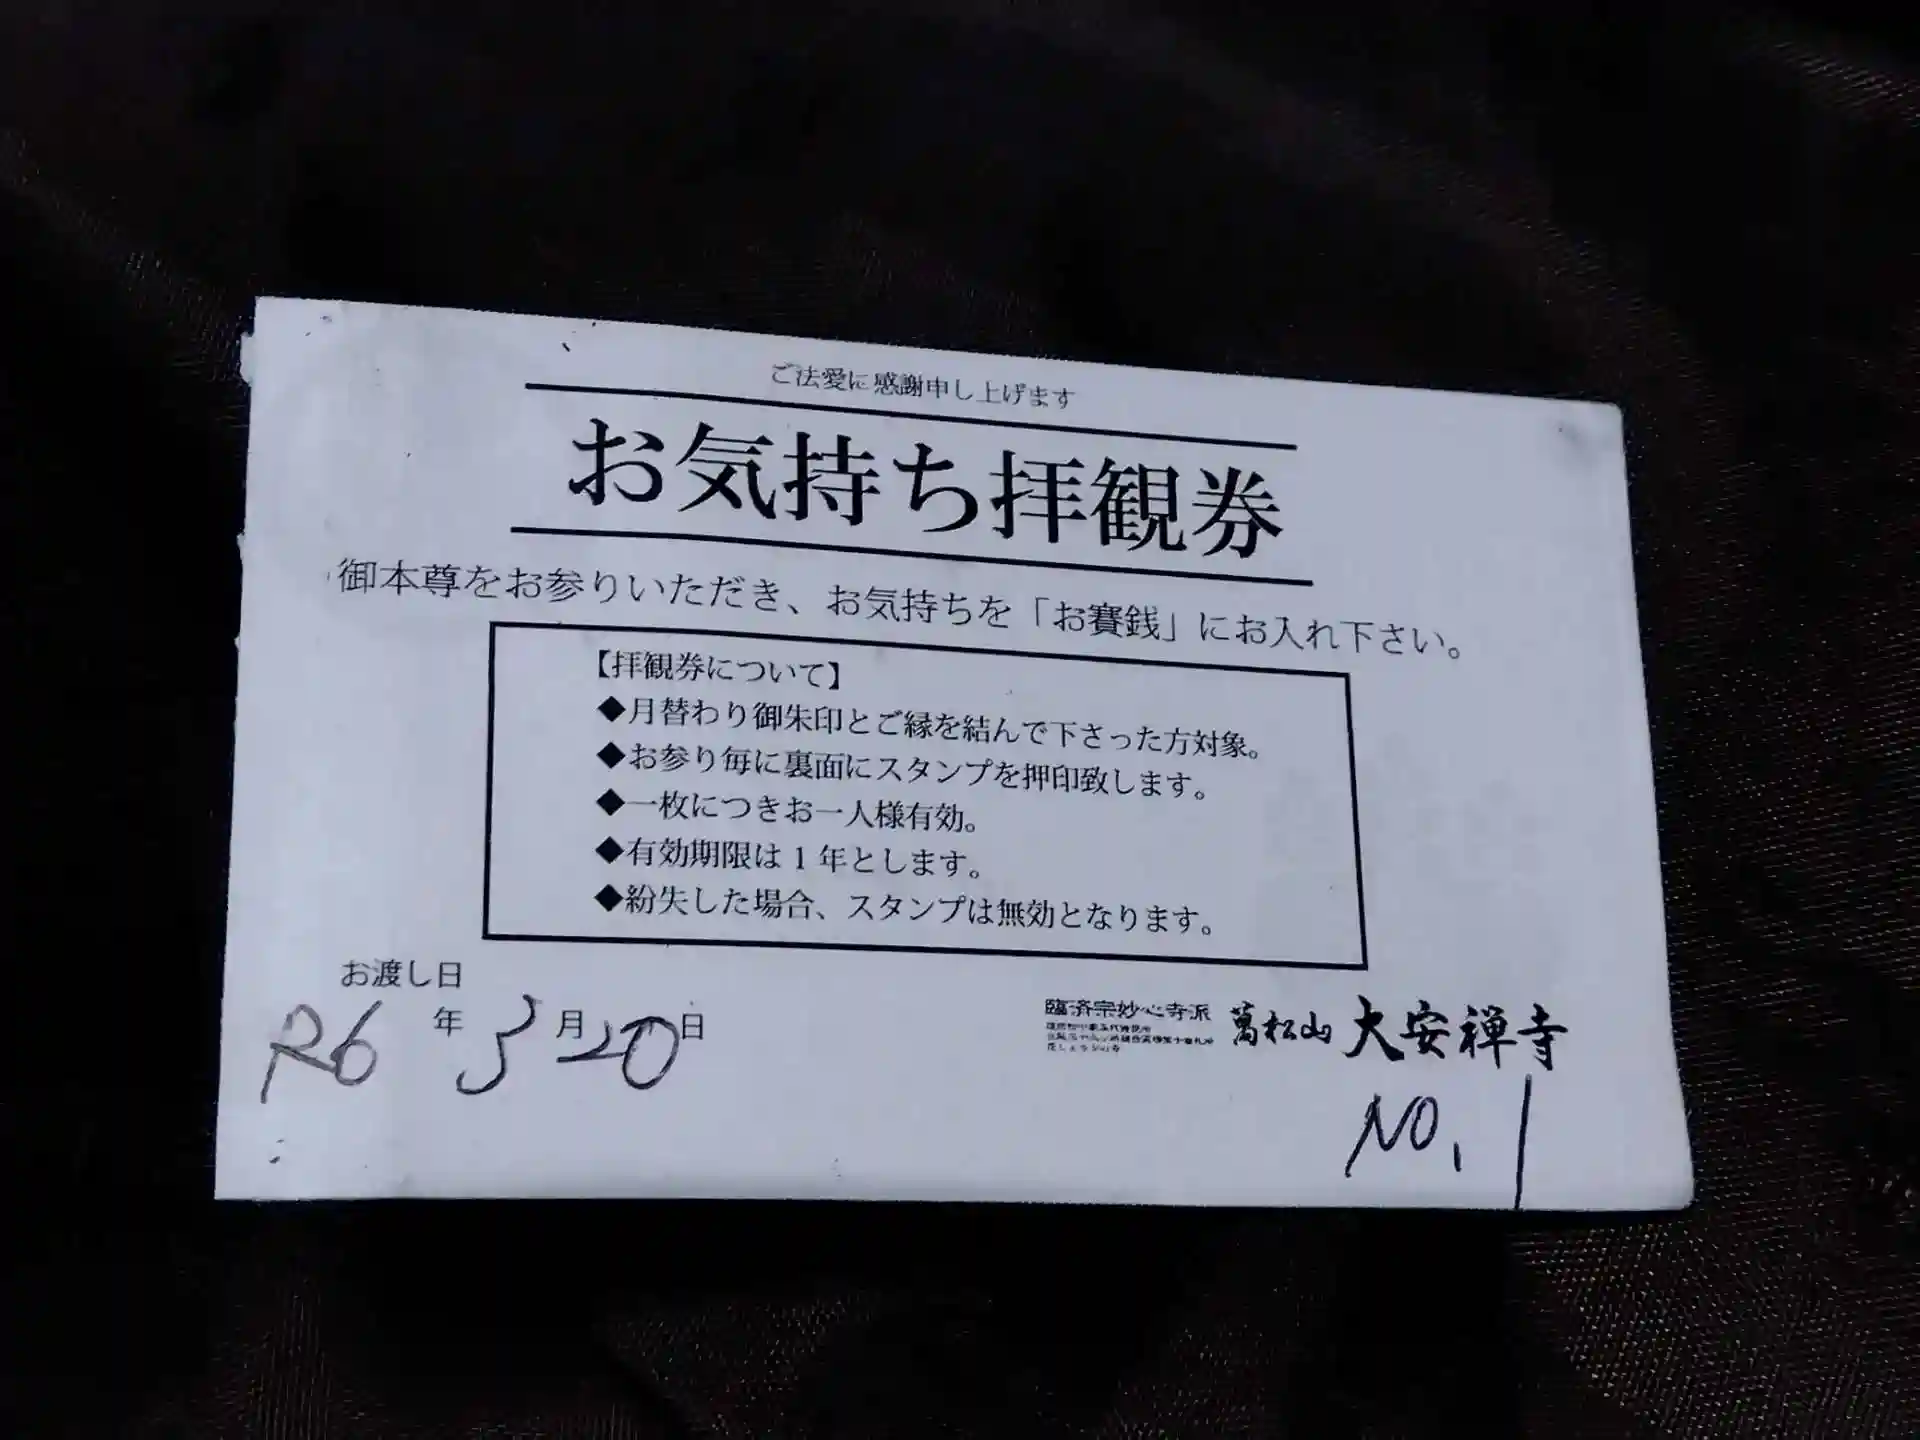 ご法愛に感謝申し上げます
お気持ち拝観券
御本尊をお参りいただき、お気持ちを「お賽銭」にお入れ下さい。
【拝観券について】
◆月替わり御朱印とご縁を結んで下さった方対象。
◆お参り毎に裏面にスタンプを押印致します。
◆一枚につきお一人様有効。
◆有効期限は1年とします。
◆紛失した場合、スタンプは無効となります。
お渡し日
R6年3月20日
臨済宗妙心寺派
萬松山 大安禅寺
NO.1